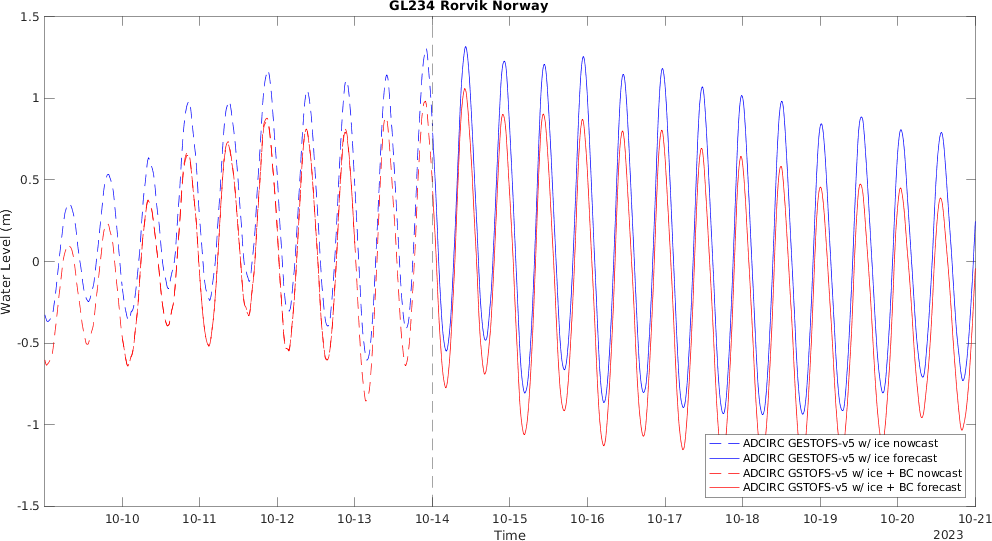 GL234 Rorvik Norway
1.5
1
0.5
0
-0.5
-1
-1.5
Water Level (m)
10-10 10-11 10-12 10-13 10-14 10-15 10-16 10-17 10-18 10-19 10-20 10-21
Time
2023
ADCIRC GESTOFS-v5 w/ ice nowcast
ADCIRC GESTOFS-v5 w/ ice forecast
ADCIRC GSTOFS-v5 w/ ice + BC nowcast
ADCIRC GSTOFS-v5 w/ ice + BC forecast